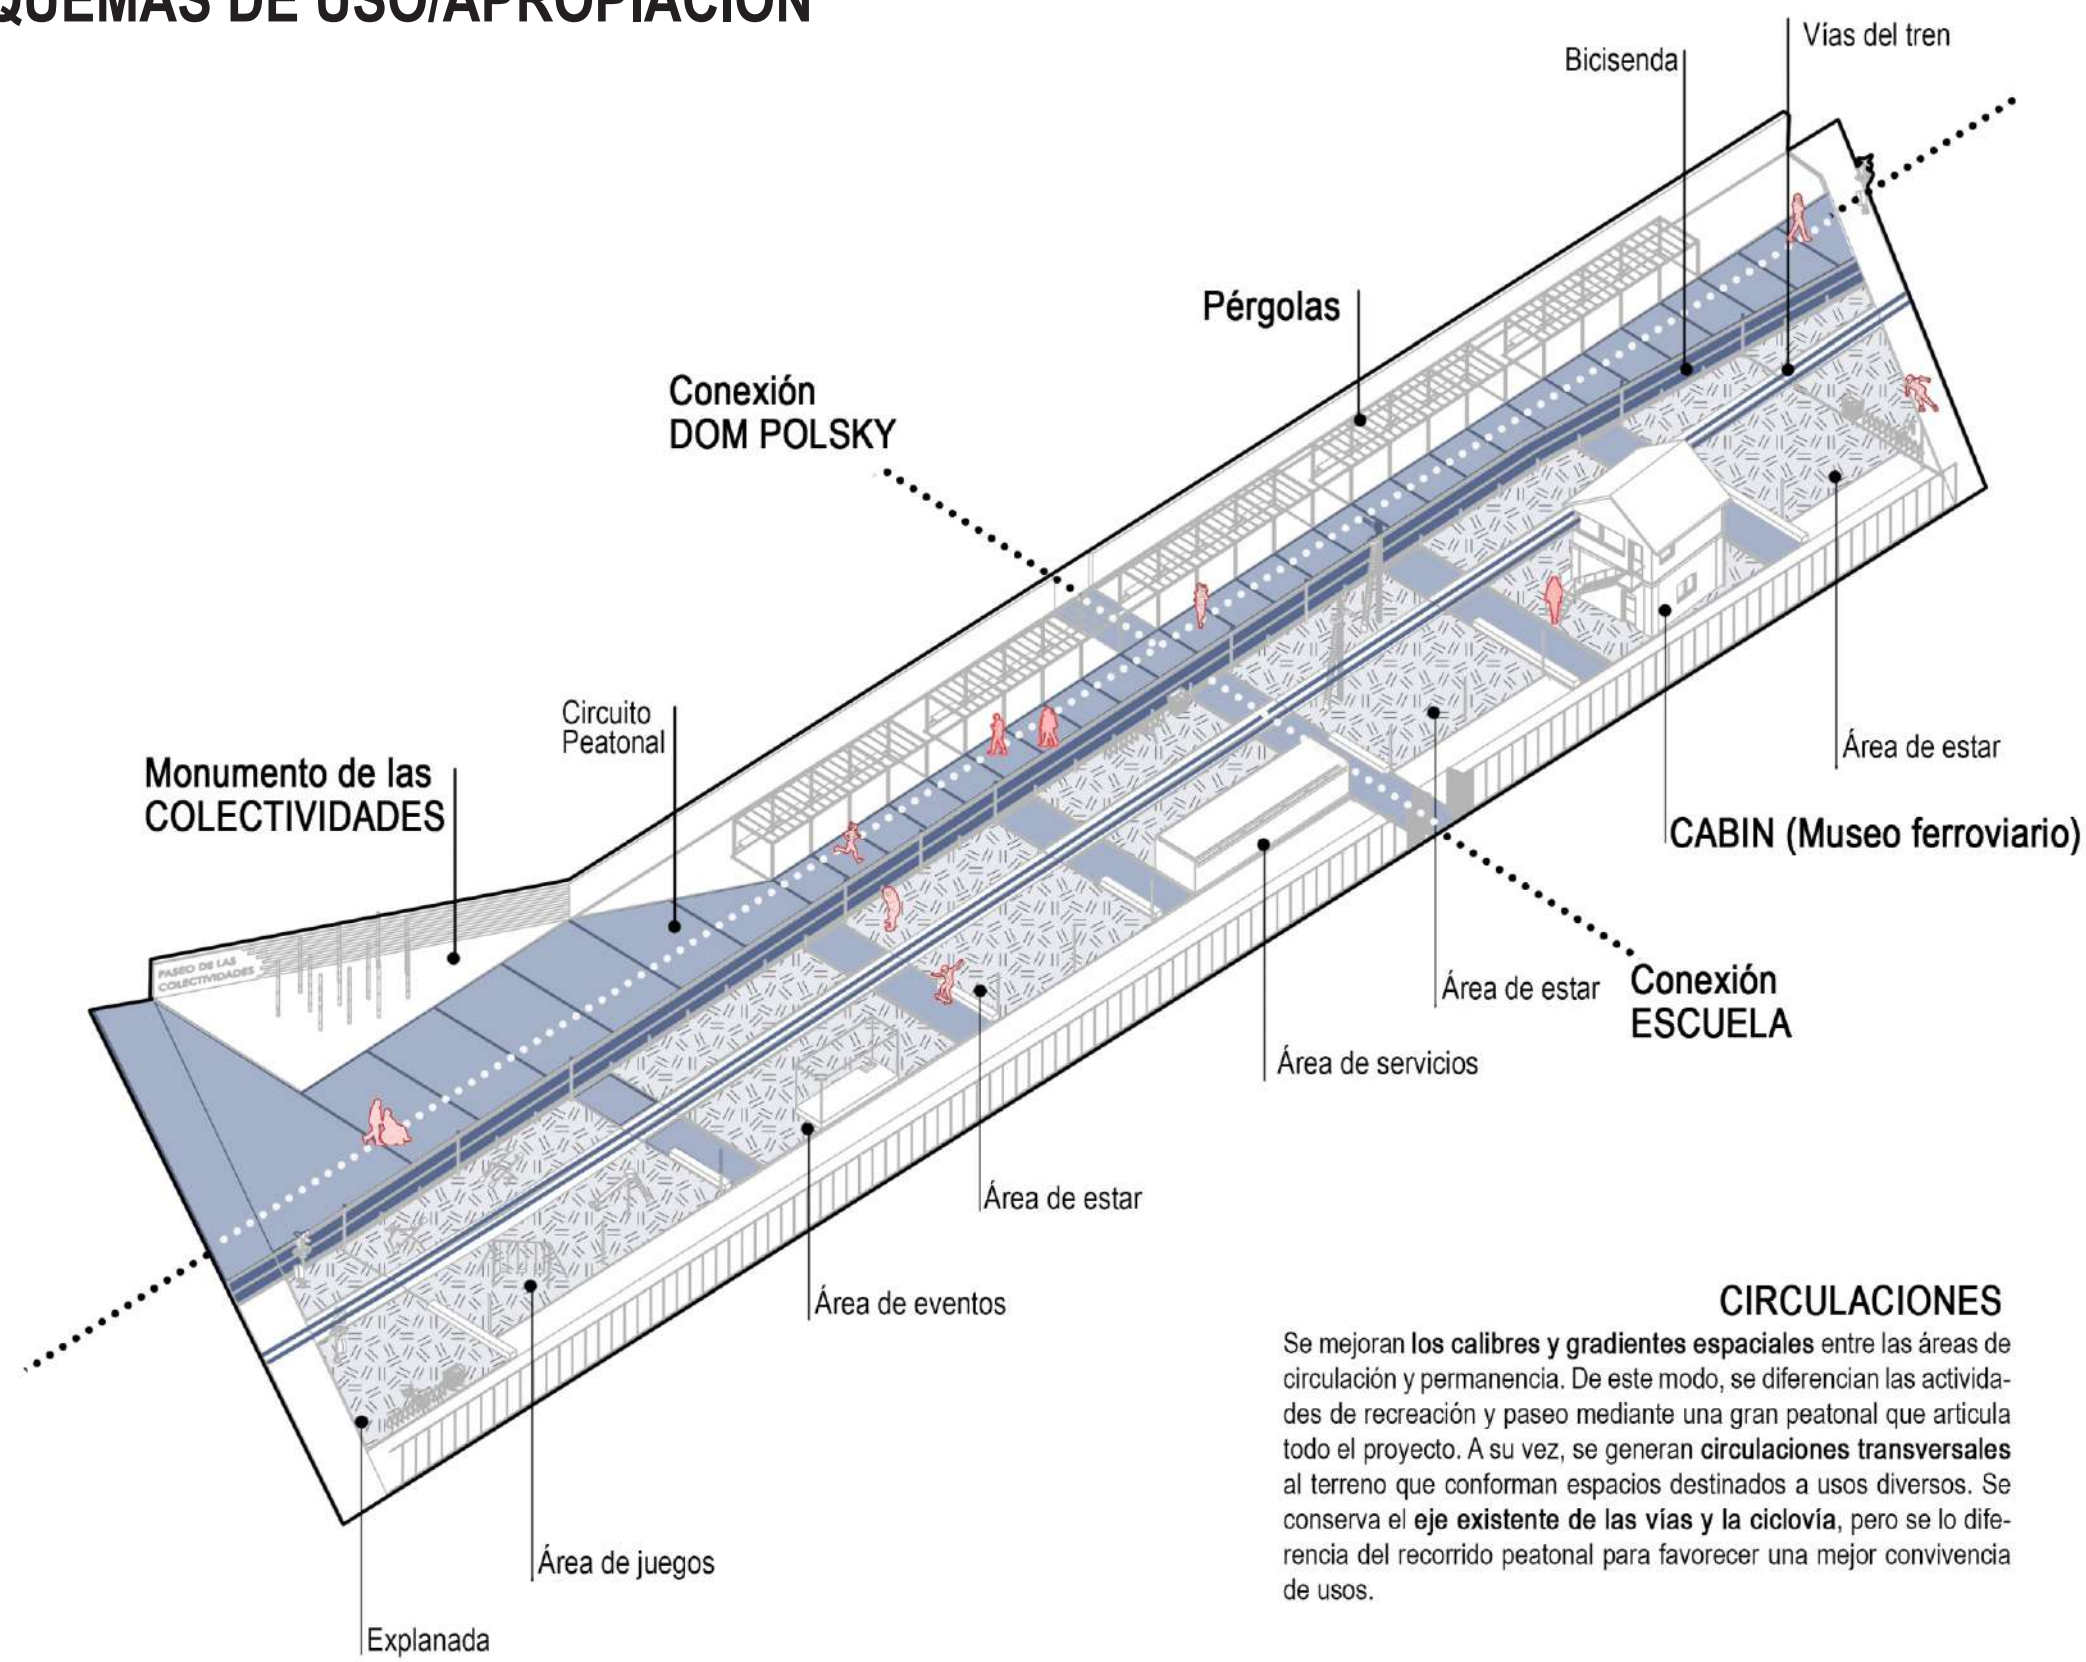 QUEMAS DE USO/APROPIACIÓN
Vías del tren
Bicisenda
Pérgolas
Conexión
DOM POLSKY
Circuito
Peatonal
Monumento de las
COLECTIVIDADES
Área de estar
CABIN (Museo ferroviario)
PASEO DE LAS
COLECTIVIDADES
Área de estar
Conexión
ESCUELA
Área de servicios
Área de estar
Área de eventos
Área de juegos
Explanada
CIRCULACIONES
Se mejoran los calibres y gradientes espaciales entre las áreas de
circulación y permanencia. De este modo, se diferencian las activida-
des de recreación y paseo mediante una gran peatonal que articula
todo el proyecto. A su vez, se generan circulaciones transversales
al terreno que conforman espacios destinados a usos diversos. Se
conserva el eje existente de las vías y la ciclovía, pero se lo dife-
rencia del recorrido peatonal para favorecer una mejor convivencia
de usos.